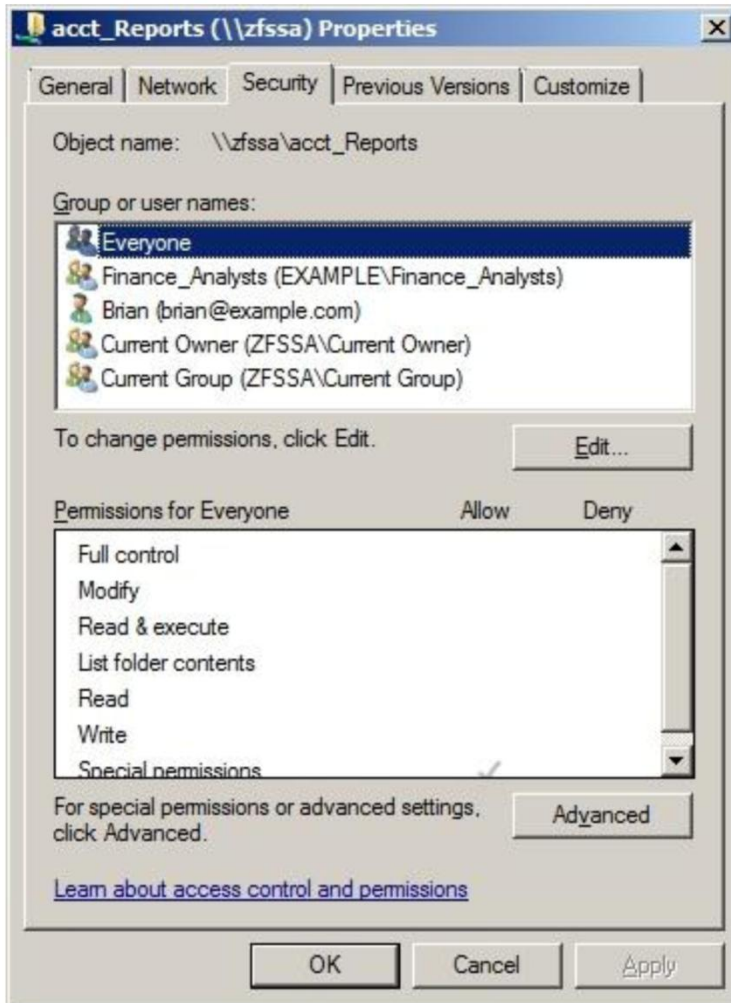 acct_Reports (\\zfssa) Properties
General Network Security Previous Versions Customize
Object name: \\zfssa\acct_Reports
Group or user names:
Everyone
Finance_Analysts (EXAMPLE\Finance_Analysts)
Brian (brian@example.com)
Current Owner (ZFSSA\Current Owner)
Current Group (ZFSSA\Current Group)
To change permissions, click Edit.
Edit...
Permissions for Everyone Allow Deny
Full control
Modify
Read & execute
List folder contents
Read
Write
Special permissions
For special permissions or advanced settings,
click Advanced.
Advanced
Learn about access control and permissions
OK Cancel Apply